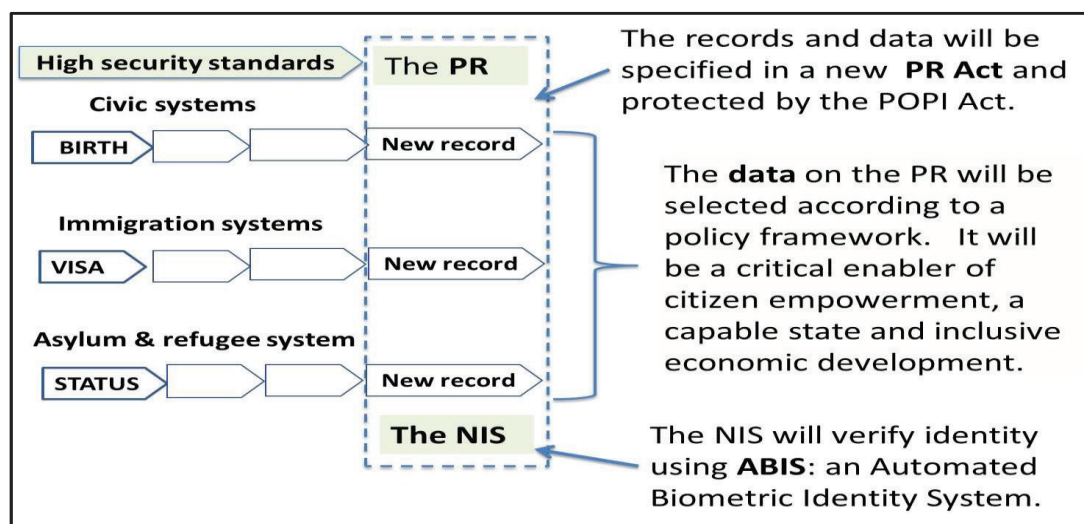 High security standards
The PR
Civic systems
BIRTH
New record
Immigration systems
VISA
New record
Asylum & refugee system
STATUS
New record
The NIS
The records and data will be
specified in a new PR Act and
protected by the POPI Act.
The data on the PR will be
selected according to a
policy framework. It will
be a critical enabler of
citizen empowerment, a
capable state and inclusive
economic development.
The NIS will verify identity
using ABIS: an Automated
Biometric Identity System.